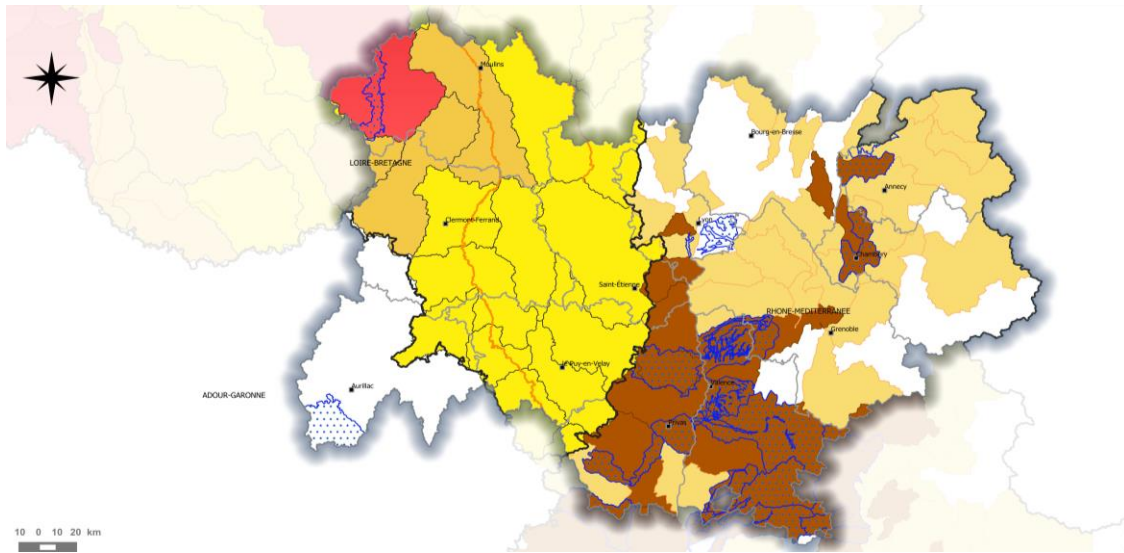 Moulins
Bourg-en-Bresse
LOIRE-BRETAGNE
Annecy
Clermont-Ferrand
Lyon
Chambéry
Saint-Étienne
RHONE-MEDITERRANEE
Grenoble
Le Puy-en-Velay
Valence
Aurillac
ADOUR-GARONNE
Privas
10 0 10 20 km